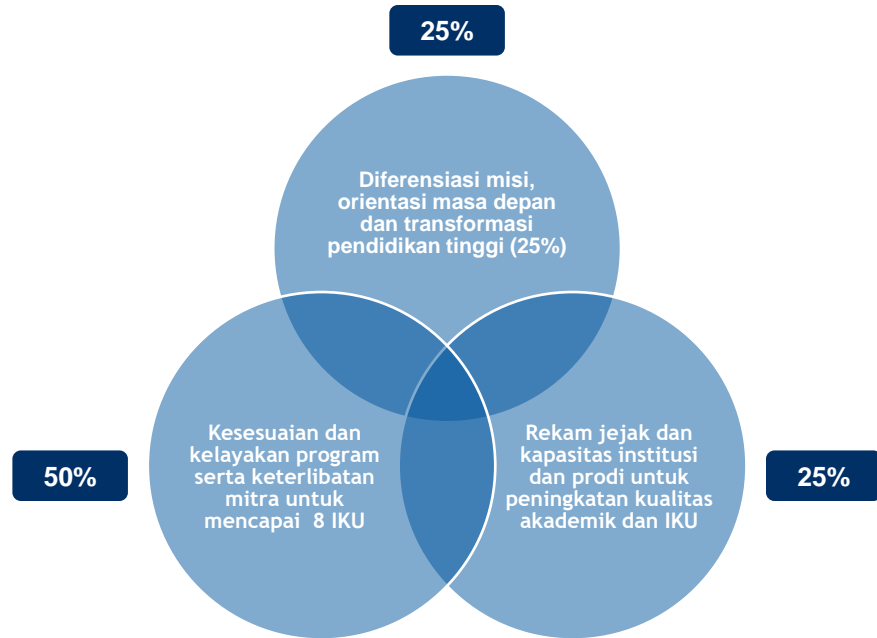 25%
Diferensiasi misi,
orientasi masa depan
dan transformasi
pendidikan tinggi (25%)
50%
Kesesuaian dan
kelayakan program
serta keterlibatan
mitra untuk
mencapai 8 IKU
Rekam jejak dan
kapasitas institusi
dan prodi untuk
peningkatan kualitas
akademik dan IKU
25%